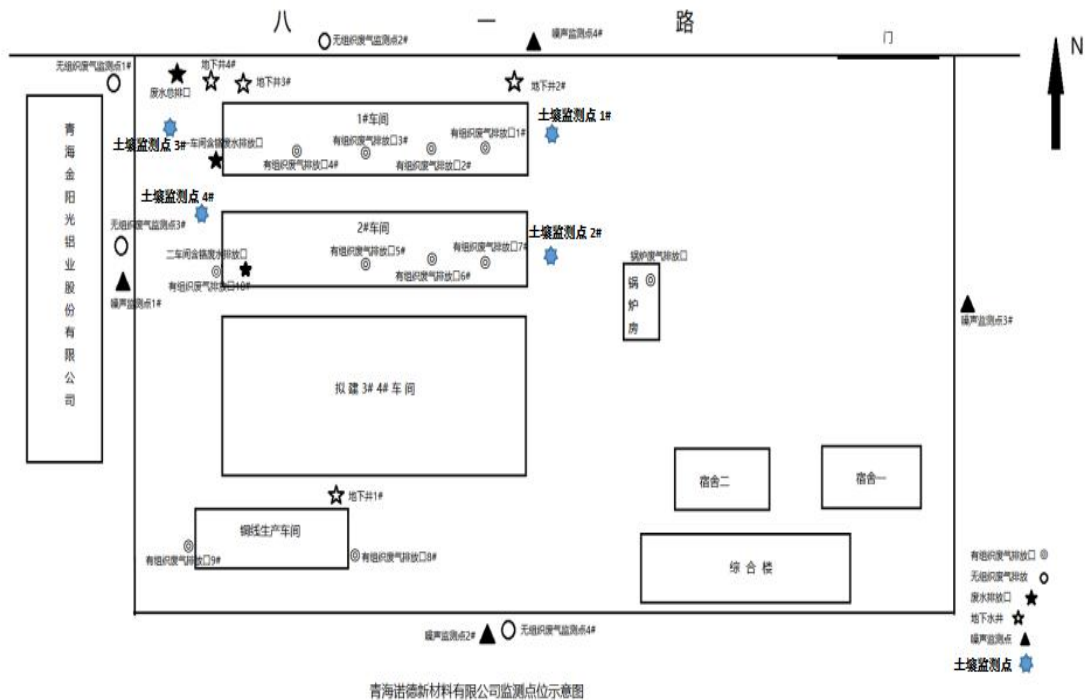 八一路
无组织废气监测点2#
噪声监测点4#
门
N
无组织废气监测点1#
地下井4#
地下井3#
地下井2#
废水总排口
土壤监测点 1#
1#车间
有组织废气排放口1#
有组织废气排放口3#
有组织废气排放口2#
有组织废气排放口4#
土壤监测点 3#
一车间含铬废水排放口
青海金阳光铝业股份有限公司
土壤监测点 4#
无组织废气监测点3#
2#车间
土壤监测点 2#
有组织废气排放口7#
有组织废气排放口5#
有组织废气排放口6#
二车间含铬废水排放口
有组织废气排放口10#
噪声监测点1#
锅炉废气排放口
锅炉房
噪声监测点3#
拟建3# 4#车间
地下井1#
宿舍二
宿舍一
铜线生产车间
有组织废气排放口9#
有组织废气排放口8#
综合楼
有组织废气排放口
无组织废气排放
废水排放口
地下水井
噪声监测点
土壤监测点
噪声监测点2#
无组织废气监测点4#
青海诺德新材料有限公司监测点位示意图